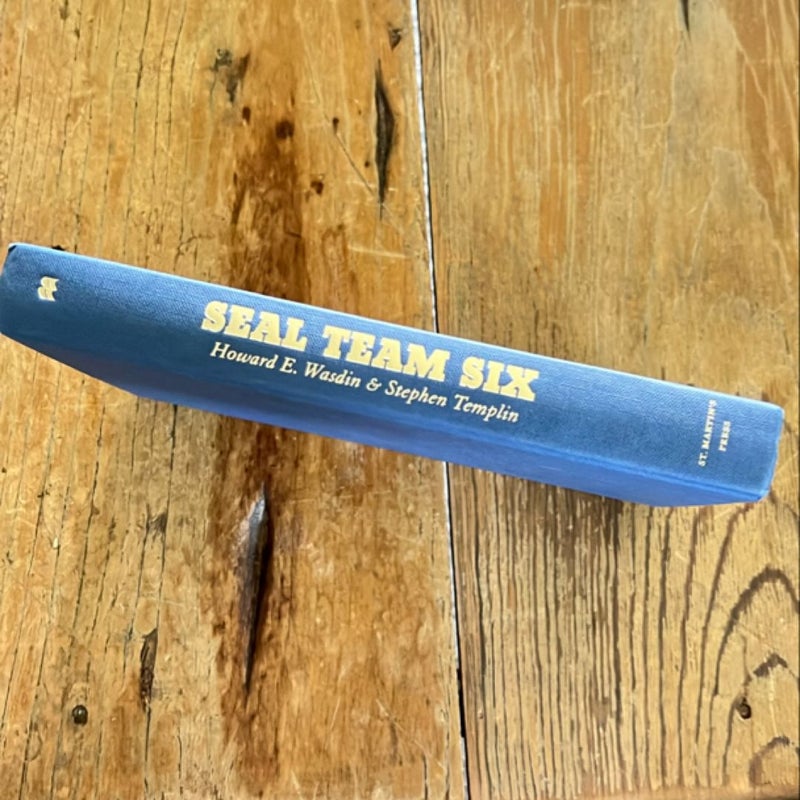 SEAL TEAM SIX
Howard E. Wasdin & Stephen Templin
ST. MARTIN'S
PRESS